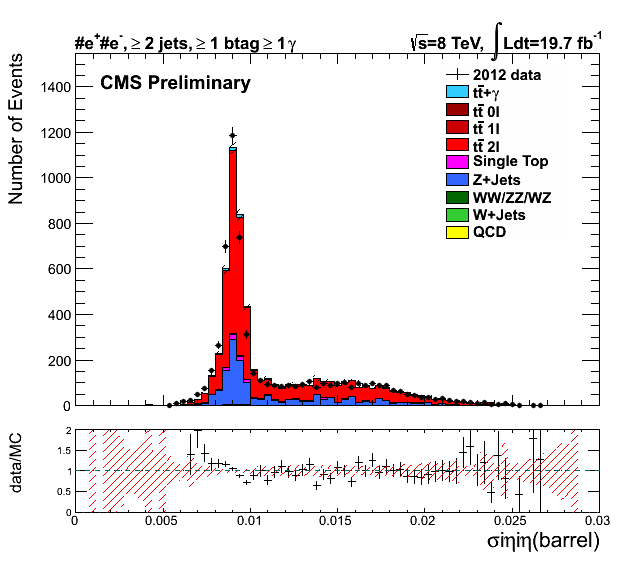 #e⁺#e⁻, ≥ 2 jets, ≥ 1 btag ≥ 1 γ
√s=8 TeV, ∫ Ldt=19.7 fb⁻¹
CMS Preliminary
2012 data
tt̄+γ
tt̄ 0l
tt̄ 1l
tt̄ 2l
Single Top
Z+Jets
WW/ZZ/WZ
W+Jets
QCD
Number of Events
1400
1200
1000
800
600
400
200
0
data/MC
2
1.5
1
0.5
0
0 0.005 0.01 0.015 0.02 0.025 0.03
σiηiη(barrel)